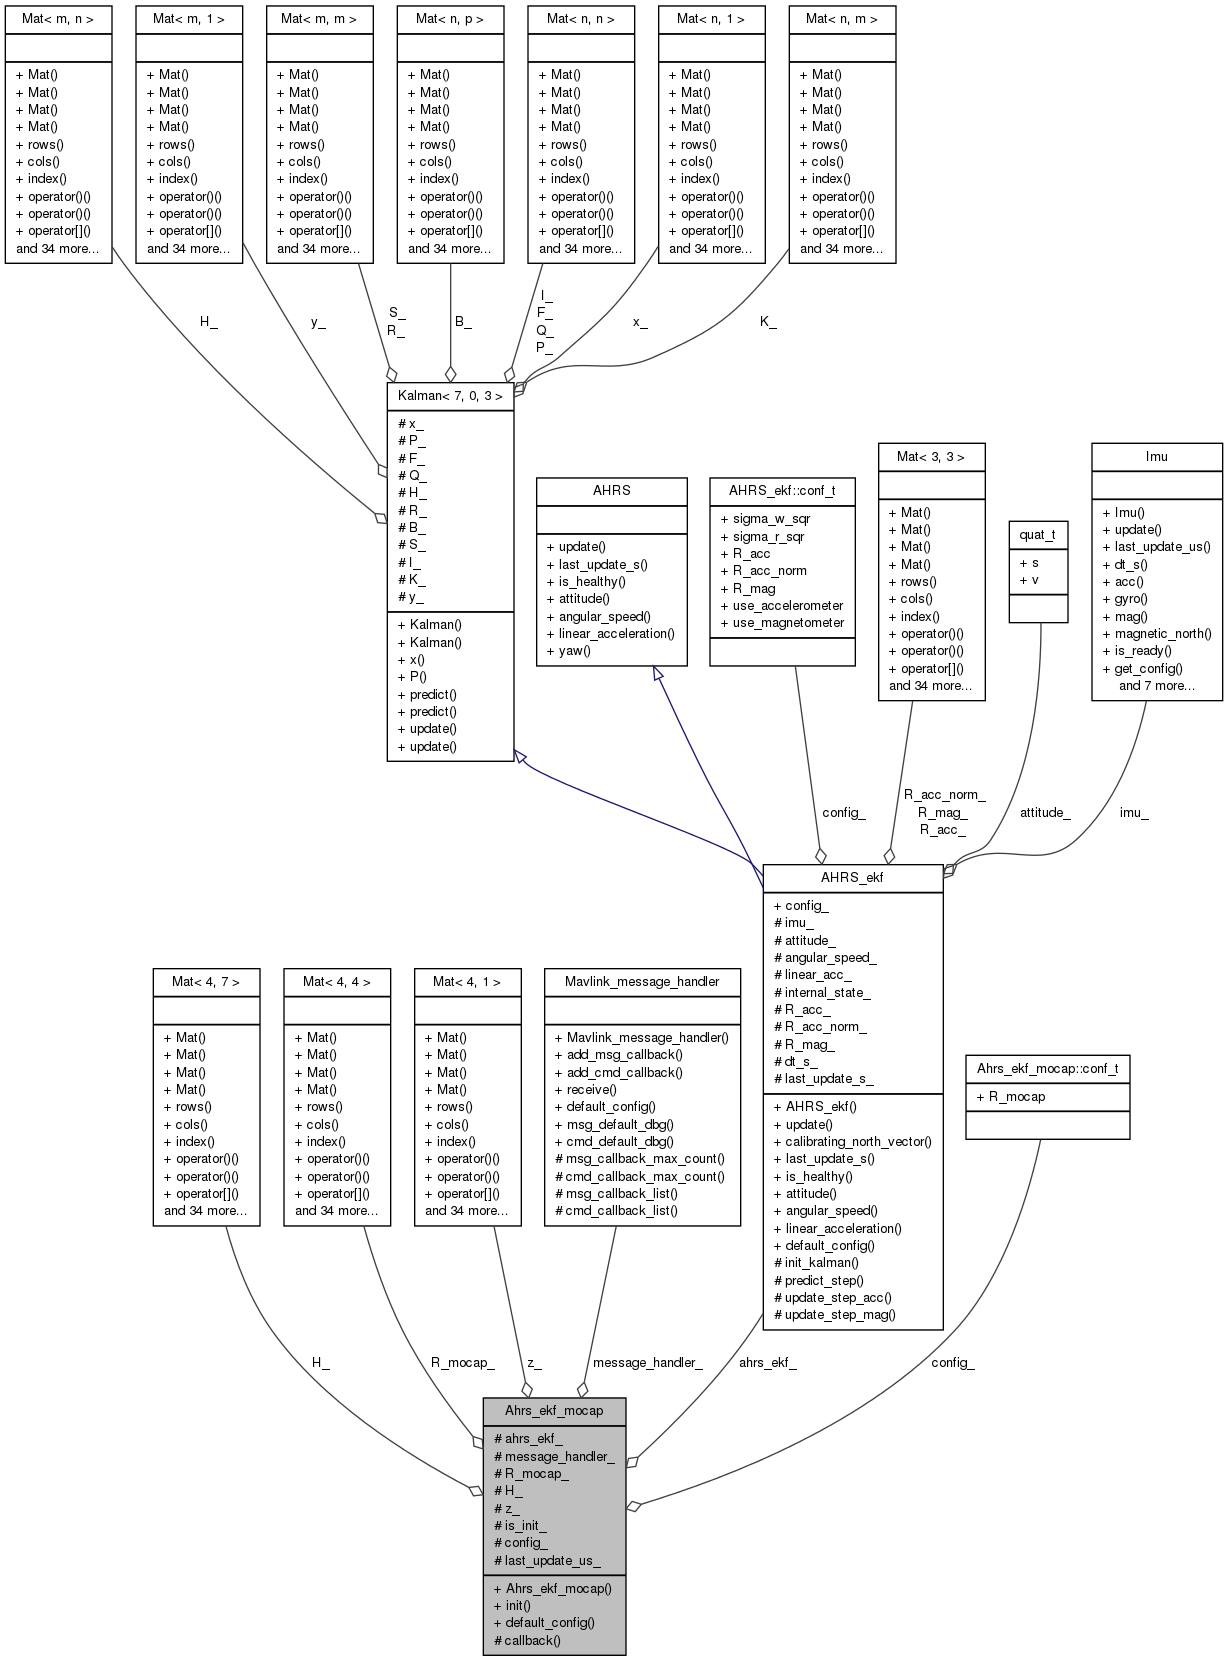 Mat< m, n >
+ Mat()
+ Mat()
+ Mat()
+ Mat()
+ rows()
+ cols()
+ index()
+ operator()()
+ operator()()
+ operator[]()
and 34 more...
Mat< m, 1 >
+ Mat()
+ Mat()
+ Mat()
+ Mat()
+ rows()
+ cols()
+ index()
+ operator()()
+ operator()()
+ operator[]()
and 34 more...
Mat< m, m >
+ Mat()
+ Mat()
+ Mat()
+ Mat()
+ rows()
+ cols()
+ index()
+ operator()()
+ operator()()
+ operator[]()
and 34 more...
Mat< n, p >
+ Mat()
+ Mat()
+ Mat()
+ Mat()
+ rows()
+ cols()
+ index()
+ operator()()
+ operator()()
+ operator[]()
and 34 more...
Mat< n, n >
+ Mat()
+ Mat()
+ Mat()
+ Mat()
+ rows()
+ cols()
+ index()
+ operator()()
+ operator()()
+ operator[]()
and 34 more...
Mat< n, 1 >
+ Mat()
+ Mat()
+ Mat()
+ Mat()
+ rows()
+ cols()
+ index()
+ operator()()
+ operator()()
+ operator[]()
and 34 more...
Mat< n, m >
+ Mat()
+ Mat()
+ Mat()
+ Mat()
+ rows()
+ cols()
+ index()
+ operator()()
+ operator()()
+ operator[]()
and 34 more...
H_
y_
S_
R_
B_
I_
F_
Q_
P_
x_
K_
Kalman< 7, 0, 3 >
# x_
# P_
# F_
# Q_
# H_
# R_
# B_
# S_
# I_
# K_
# y_
+ Kalman()
+ Kalman()
+ x()
+ P()
+ predict()
+ predict()
+ update()
+ update()
AHRS
+ update()
+ last_update_s()
+ is_healthy()
+ attitude()
+ angular_speed()
+ linear_acceleration()
+ yaw()
AHRS_ekf::conf_t
+ sigma_w_sqr
+ sigma_r_sqr
+ R_acc
+ R_acc_norm
+ R_mag
+ use_accelerometer
+ use_magnetometer
Mat< 3, 3 >
+ Mat()
+ Mat()
+ Mat()
+ Mat()
+ rows()
+ cols()
+ index()
+ operator()()
+ operator()()
+ operator[]()
and 34 more...
quat_t
+ s
+ v
Imu
+ Imu()
+ update()
+ last_update_us()
+ dt_s()
+ acc()
+ gyro()
+ mag()
+ magnetic_north()
+ is_ready()
+ get_config()
and 7 more...
config_
R_acc_norm_
R_mag_
R_acc_
attitude_
imu_
AHRS_ekf
+ config_
# imu_
# attitude_
# angular_speed_
# linear_acc_
# internal_state_
# R_acc_
# R_acc_norm_
# R_mag_
# dt_s_
# last_update_s_
+ AHRS_ekf()
+ update()
+ calibrating_north_vector()
+ last_update_s()
+ is_healthy()
+ attitude()
+ angular_speed()
+ linear_acceleration()
+ default_config()
# init_kalman()
# predict_step()
# update_step_acc()
# update_step_mag()
Mat< 4, 7 >
+ Mat()
+ Mat()
+ Mat()
+ Mat()
+ rows()
+ cols()
+ index()
+ operator()()
+ operator()()
+ operator[]()
and 34 more...
Mat< 4, 4 >
+ Mat()
+ Mat()
+ Mat()
+ Mat()
+ rows()
+ cols()
+ index()
+ operator()()
+ operator()()
+ operator[]()
and 34 more...
Mat< 4, 1 >
+ Mat()
+ Mat()
+ Mat()
+ Mat()
+ rows()
+ cols()
+ index()
+ operator()()
+ operator()()
+ operator[]()
and 34 more...
Mavlink_message_handler
+ Mavlink_message_handler()
+ add_msg_callback()
+ add_cmd_callback()
+ receive()
+ default_config()
+ msg_default_dbg()
+ cmd_default_dbg()
# msg_callback_max_count()
# cmd_callback_max_count()
# msg_callback_list()
# cmd_callback_list()
Ahrs_ekf_mocap::conf_t
+ R_mocap
H_
R_mocap_
z_
message_handler_
ahrs_ekf_
config_
Ahrs_ekf_mocap
# ahrs_ekf_
# message_handler_
# R_mocap_
# H_
# z_
# is_init_
# config_
# last_update_us_
+ Ahrs_ekf_mocap()
+ init()
+ default_config()
# callback()